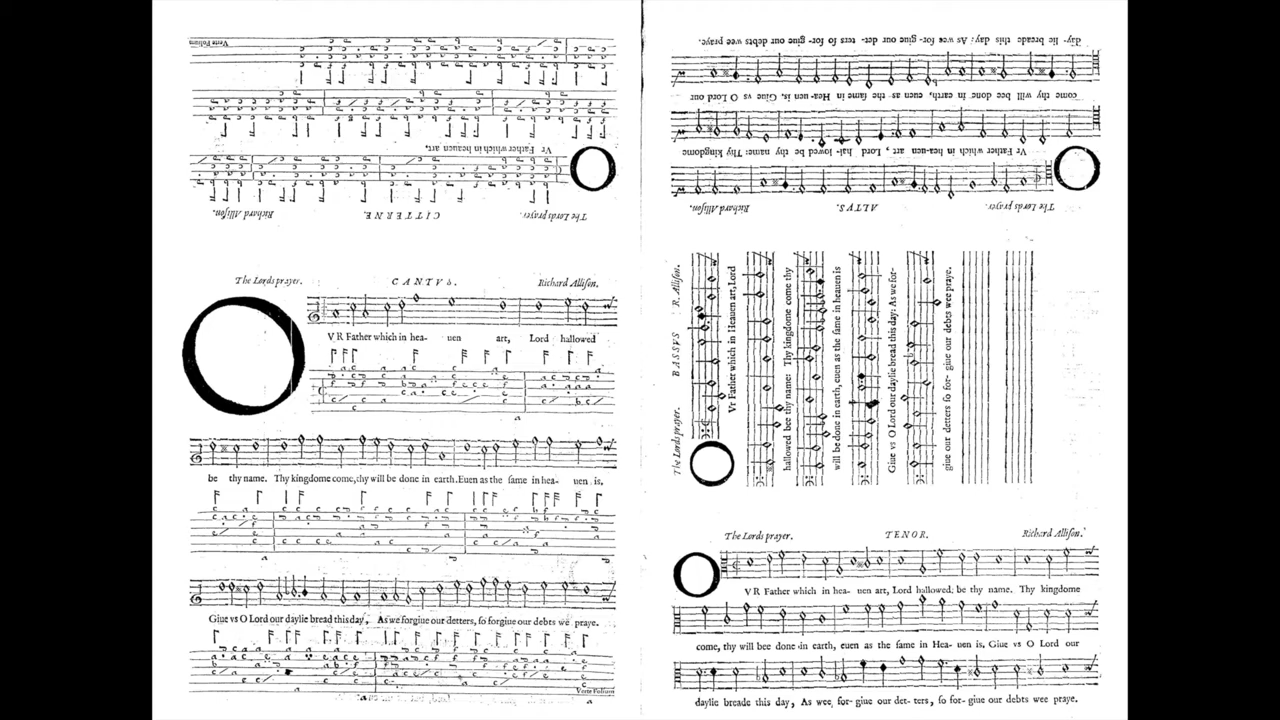 The Lords prayer. CITTERNE. Richard Allison.
Vr Father which in heauen art.
Verte Folium
The Lords prayer. CANTVS. Richard Allison.
VR Father which in hea- uen art, Lord hallowed
be thy name. Thy kingdome come, thy will be done in earth. Euen as the same in hea- uen is,
Giue vs O Lord our daylie bread this day, As we forgiue our detters, so forgiue our debts we praye.
Verte Folium
The Lords prayer. ALTVS. Richard Allison.
Vr Father which in hea-uen art, Lord hal-lowed be thy name: Thy kingdome
come thy will bee done in earth, euen as the same in Hea-uen is, Giue vs O Lord our
day- lie breade this day; As wee for-giue our det- ters so for-giue our debts wee praye.
The Lords prayer. BASSVS R. Allison.
Vr Father which in Heauen art, Lord
hallowed bee thy name: Thy kingdome come thy
will be done in earth, euen as the same in heauen is
Giue vs O Lord our daylie bread this day: As we for-
giue our detters so for- giue our debts wee praye.
The Lords prayer. TENOR. Richard Allison.
VR Father which in hea- uen art, Lord hallowed be thy name. Thy kingdome
come, thy will bee done in earth, euen as the same in Hea- uen is, Giue vs O Lord our
daylie breade this day, As wee for- giue our det- ters, so for- giue our debts wee praye.